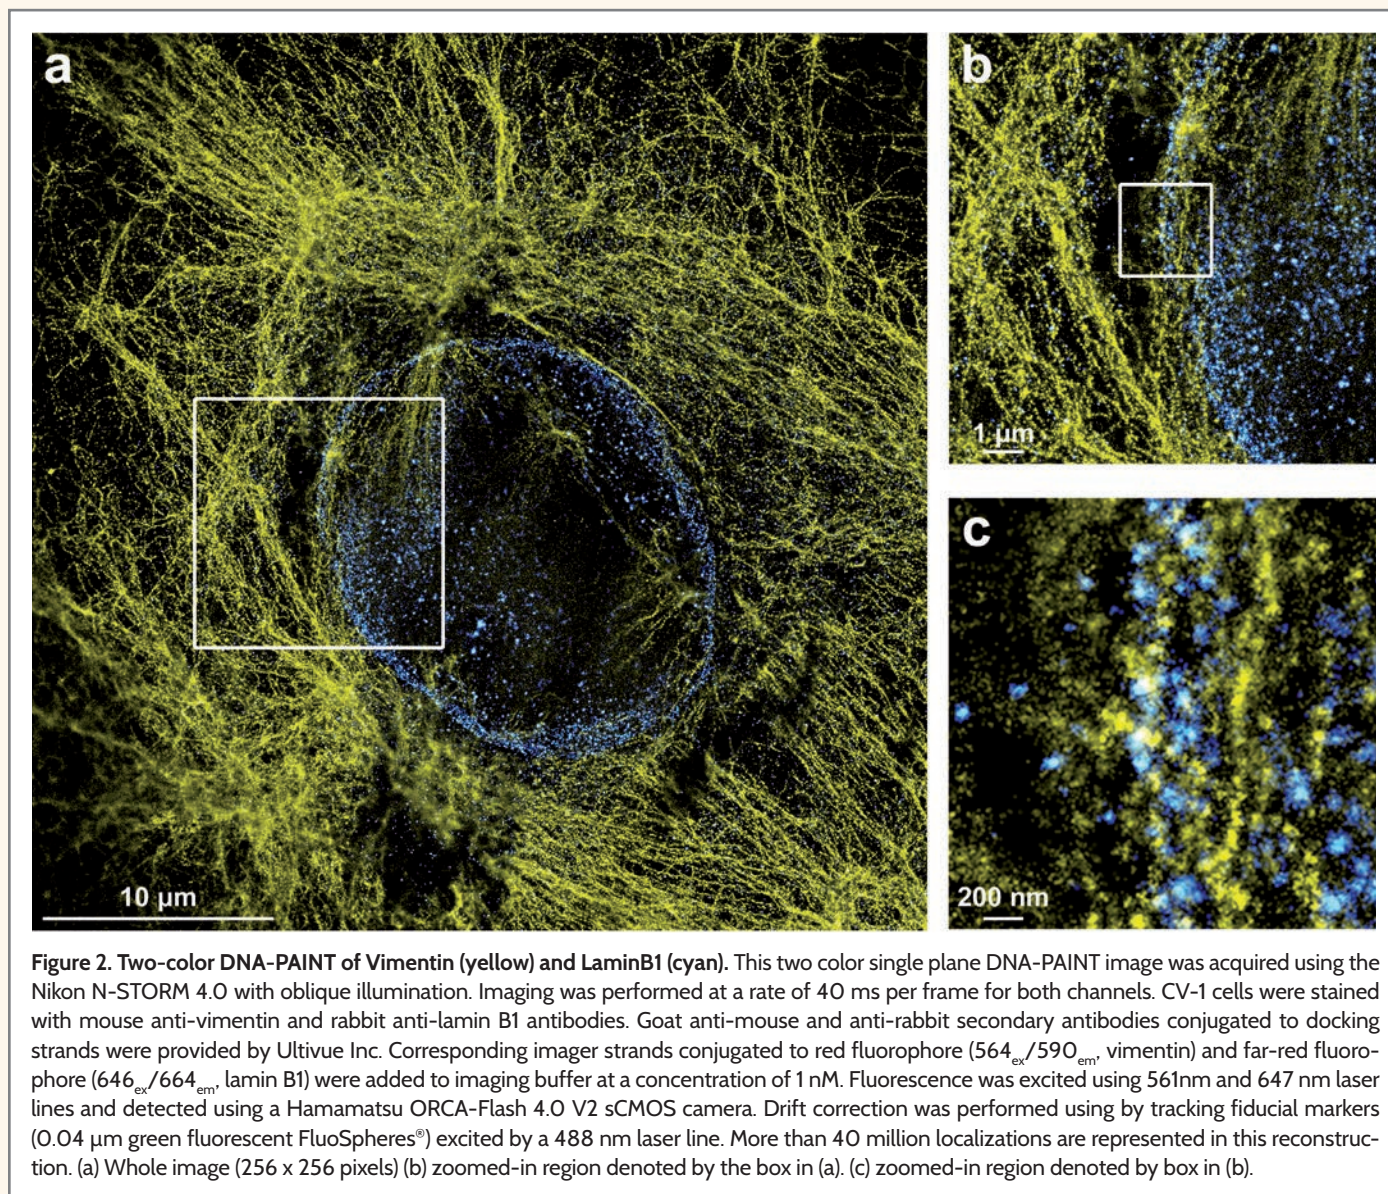 a
b
10 µm
1 µm
c
200 nm
Figure 2. Two-color DNA-PAINT of Vimentin (yellow) and LaminB1 (cyan). This two color single plane DNA-PAINT image was acquired using the
Nikon N-STORM 4.0 with oblique illumination. Imaging was performed at a rate of 40 ms per frame for both channels. CV-1 cells were stained
with mouse anti-vimentin and rabbit anti-lamin B1 antibodies. Goat anti-mouse and anti-rabbit secondary antibodies conjugated to docking
strands were provided by Ultivue Inc. Corresponding imager strands conjugated to red fluorophore (564ex/590em, vimentin) and far-red fluoro-
phore (646ex/664em, lamin B1) were added to imaging buffer at a concentration of 1 nM. Fluorescence was excited using 561nm and 647 nm laser
lines and detected using a Hamamatsu ORCA-Flash 4.0 V2 sCMOS camera. Drift correction was performed using by tracking fiducial markers
(0.04 µm green fluorescent FluoSpheres®) excited by a 488 nm laser line. More than 40 million localizations are represented in this reconstruc-
tion. (a) Whole image (256 x 256 pixels) (b) zoomed-in region denoted by the box in (a). (c) zoomed-in region denoted by box in (b).